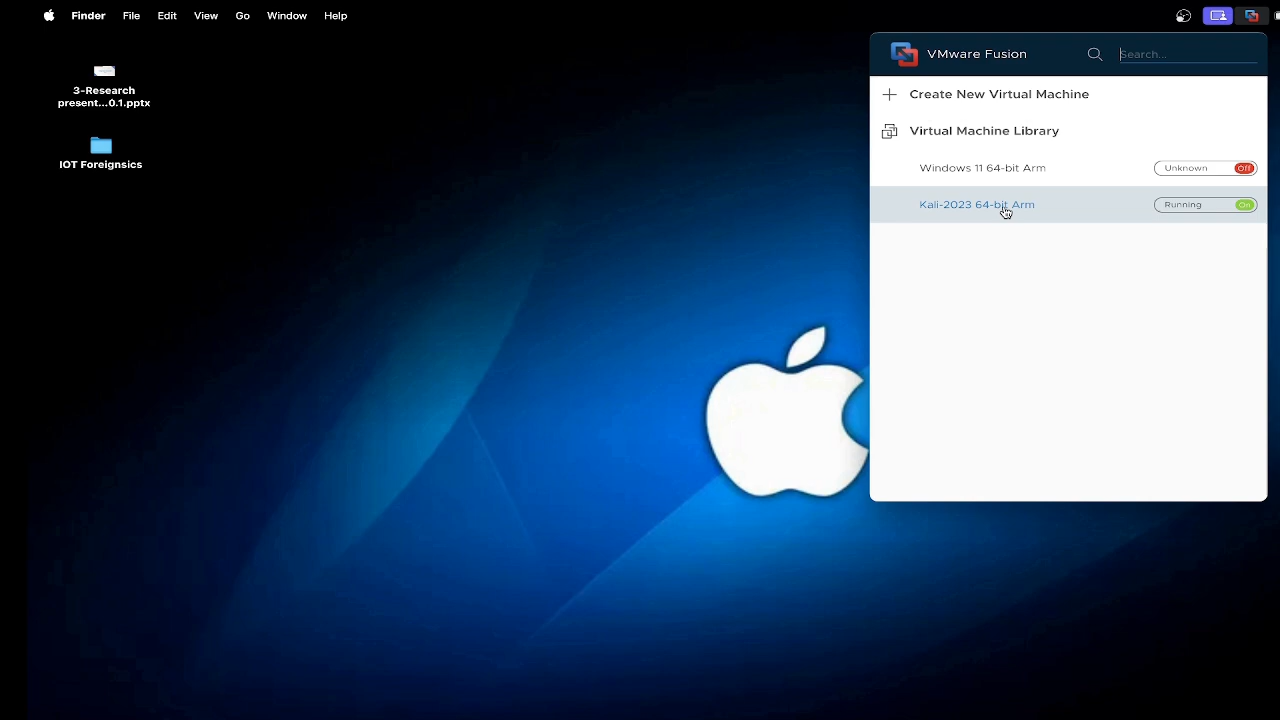 Finder File Edit View Go Window Help
3-Research
present...0.1.pptx
IOT Foreignsics
VMware Fusion Search...
Create New Virtual Machine
Virtual Machine Library
Windows 11 64-bit Arm Unknown Off
Kali-2023 64-bit Arm Running On